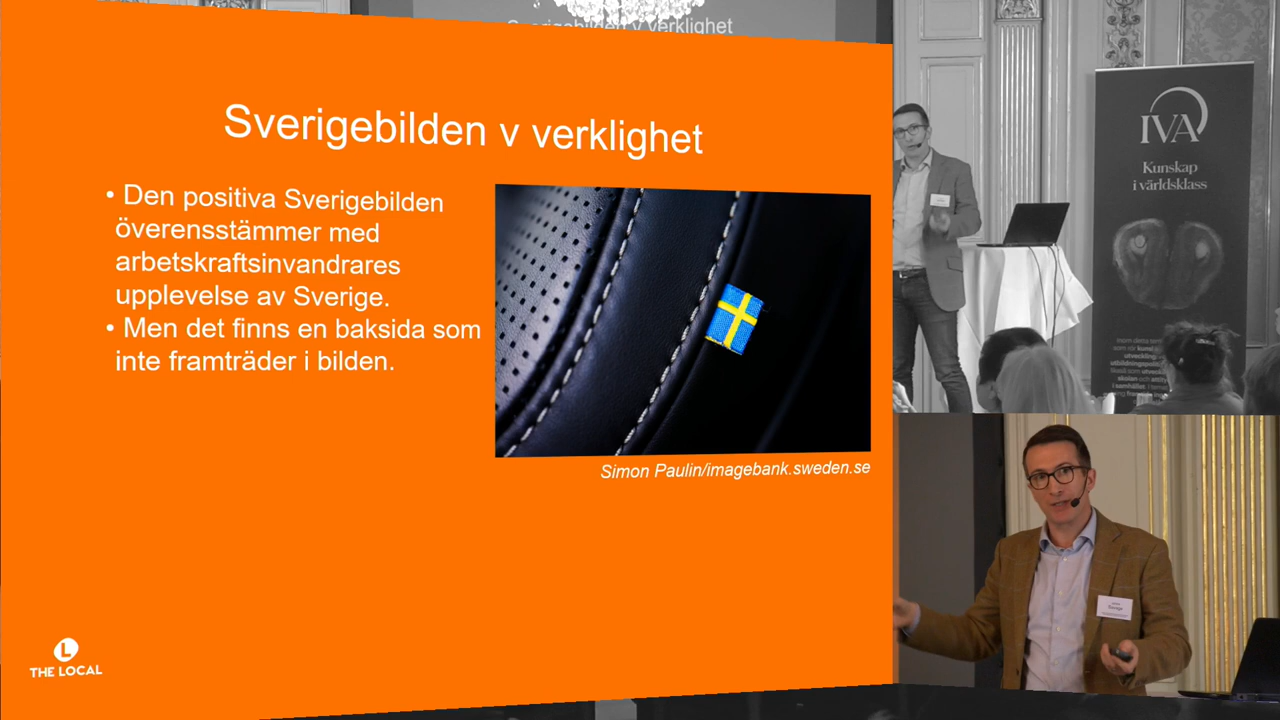 Sverigebilden v verklighet
Sverigebilden v verklighet
• Den positiva Sverigebilden
överensstämmer med
arbetskraftsinvandrares
upplevelse av Sverige.
• Men det finns en baksida som
inte framträder i bilden.
Simon Paulin/imagebank.sweden.se
L
THE LOCAL
IVA
Kunskap
i världsklass